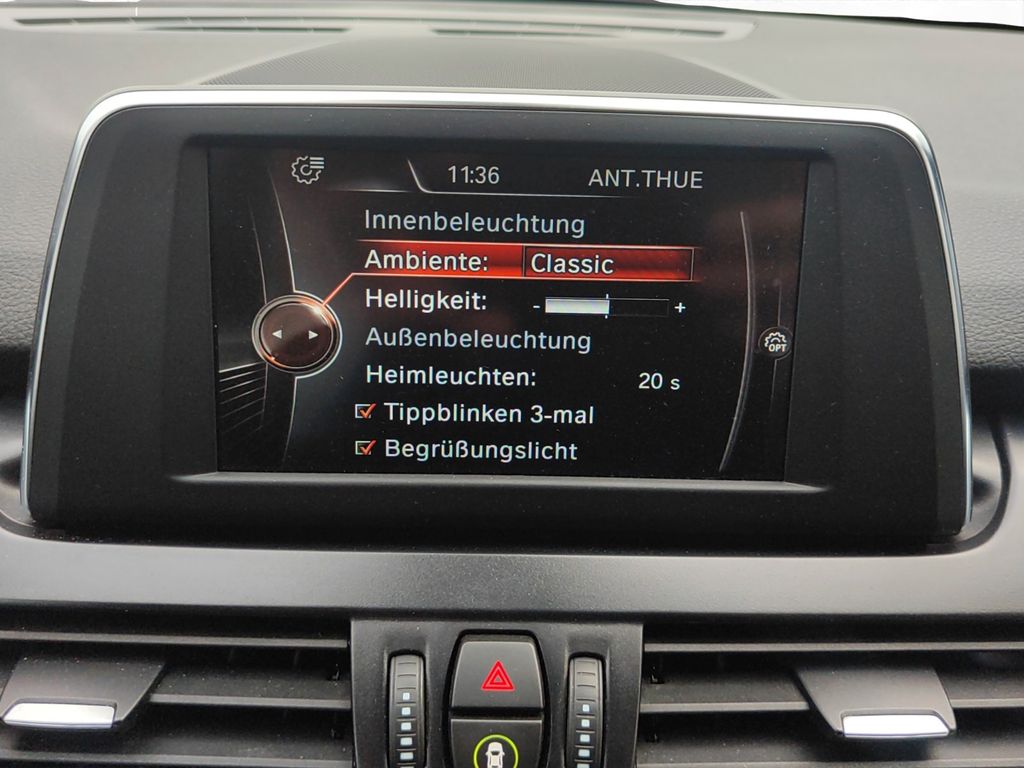 11:36 ANT.THUE
Innenbeleuchtung
Ambiente: Classic
Helligkeit: - +
Außenbeleuchtung
OPT
Heimleuchten: 20 s
Tippblinken 3-mal
Begrüßungslicht